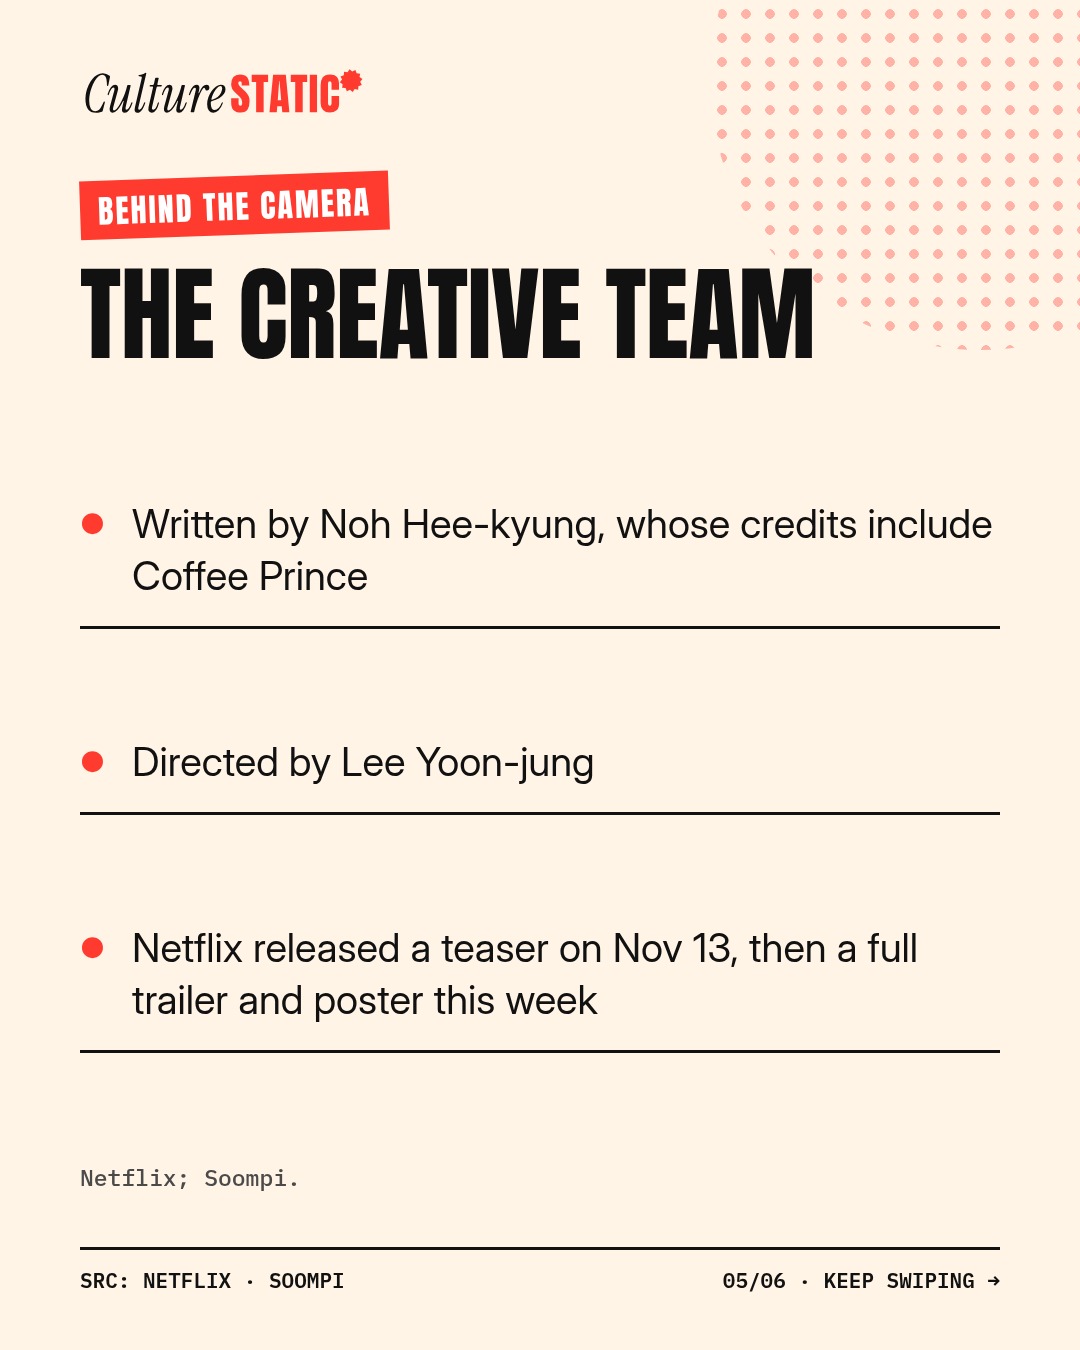 Culture STATIC
BEHIND THE CAMERA
THE CREATIVE TEAM
Written by Noh Hee-kyung, whose credits include
Coffee Prince
Directed by Lee Yoon-jung
Netflix released a teaser on Nov 13, then a full
trailer and poster this week
Netflix; Soompi.
SRC: NETFLIX · SOOMPI
05/06 · KEEP SWIPING →